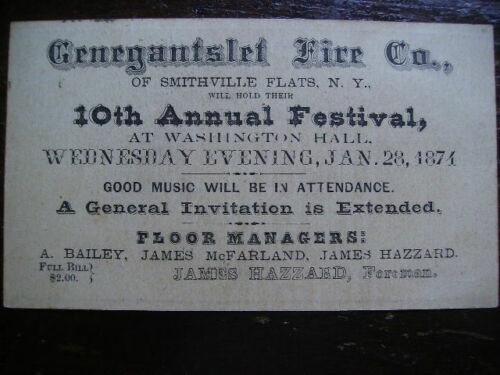 Genegantslet Fire Co.,
OF SMITHVILLE FLATS, N. Y.,
WILL HOLD THEIR
10th Annual Festival,
AT WASHINGTON HALL,
WEDNESDAY EVENING, JAN. 28, 1874
GOOD MUSIC WILL BE IN ATTENDANCE.
A General Invitation is Extended.
FLOOR MANAGERS:
A. BAILEY, JAMES McFARLAND, JAMES HAZZARD.
FULL BILL }
$2.00. }
JAMES HAZZARD, Foreman.